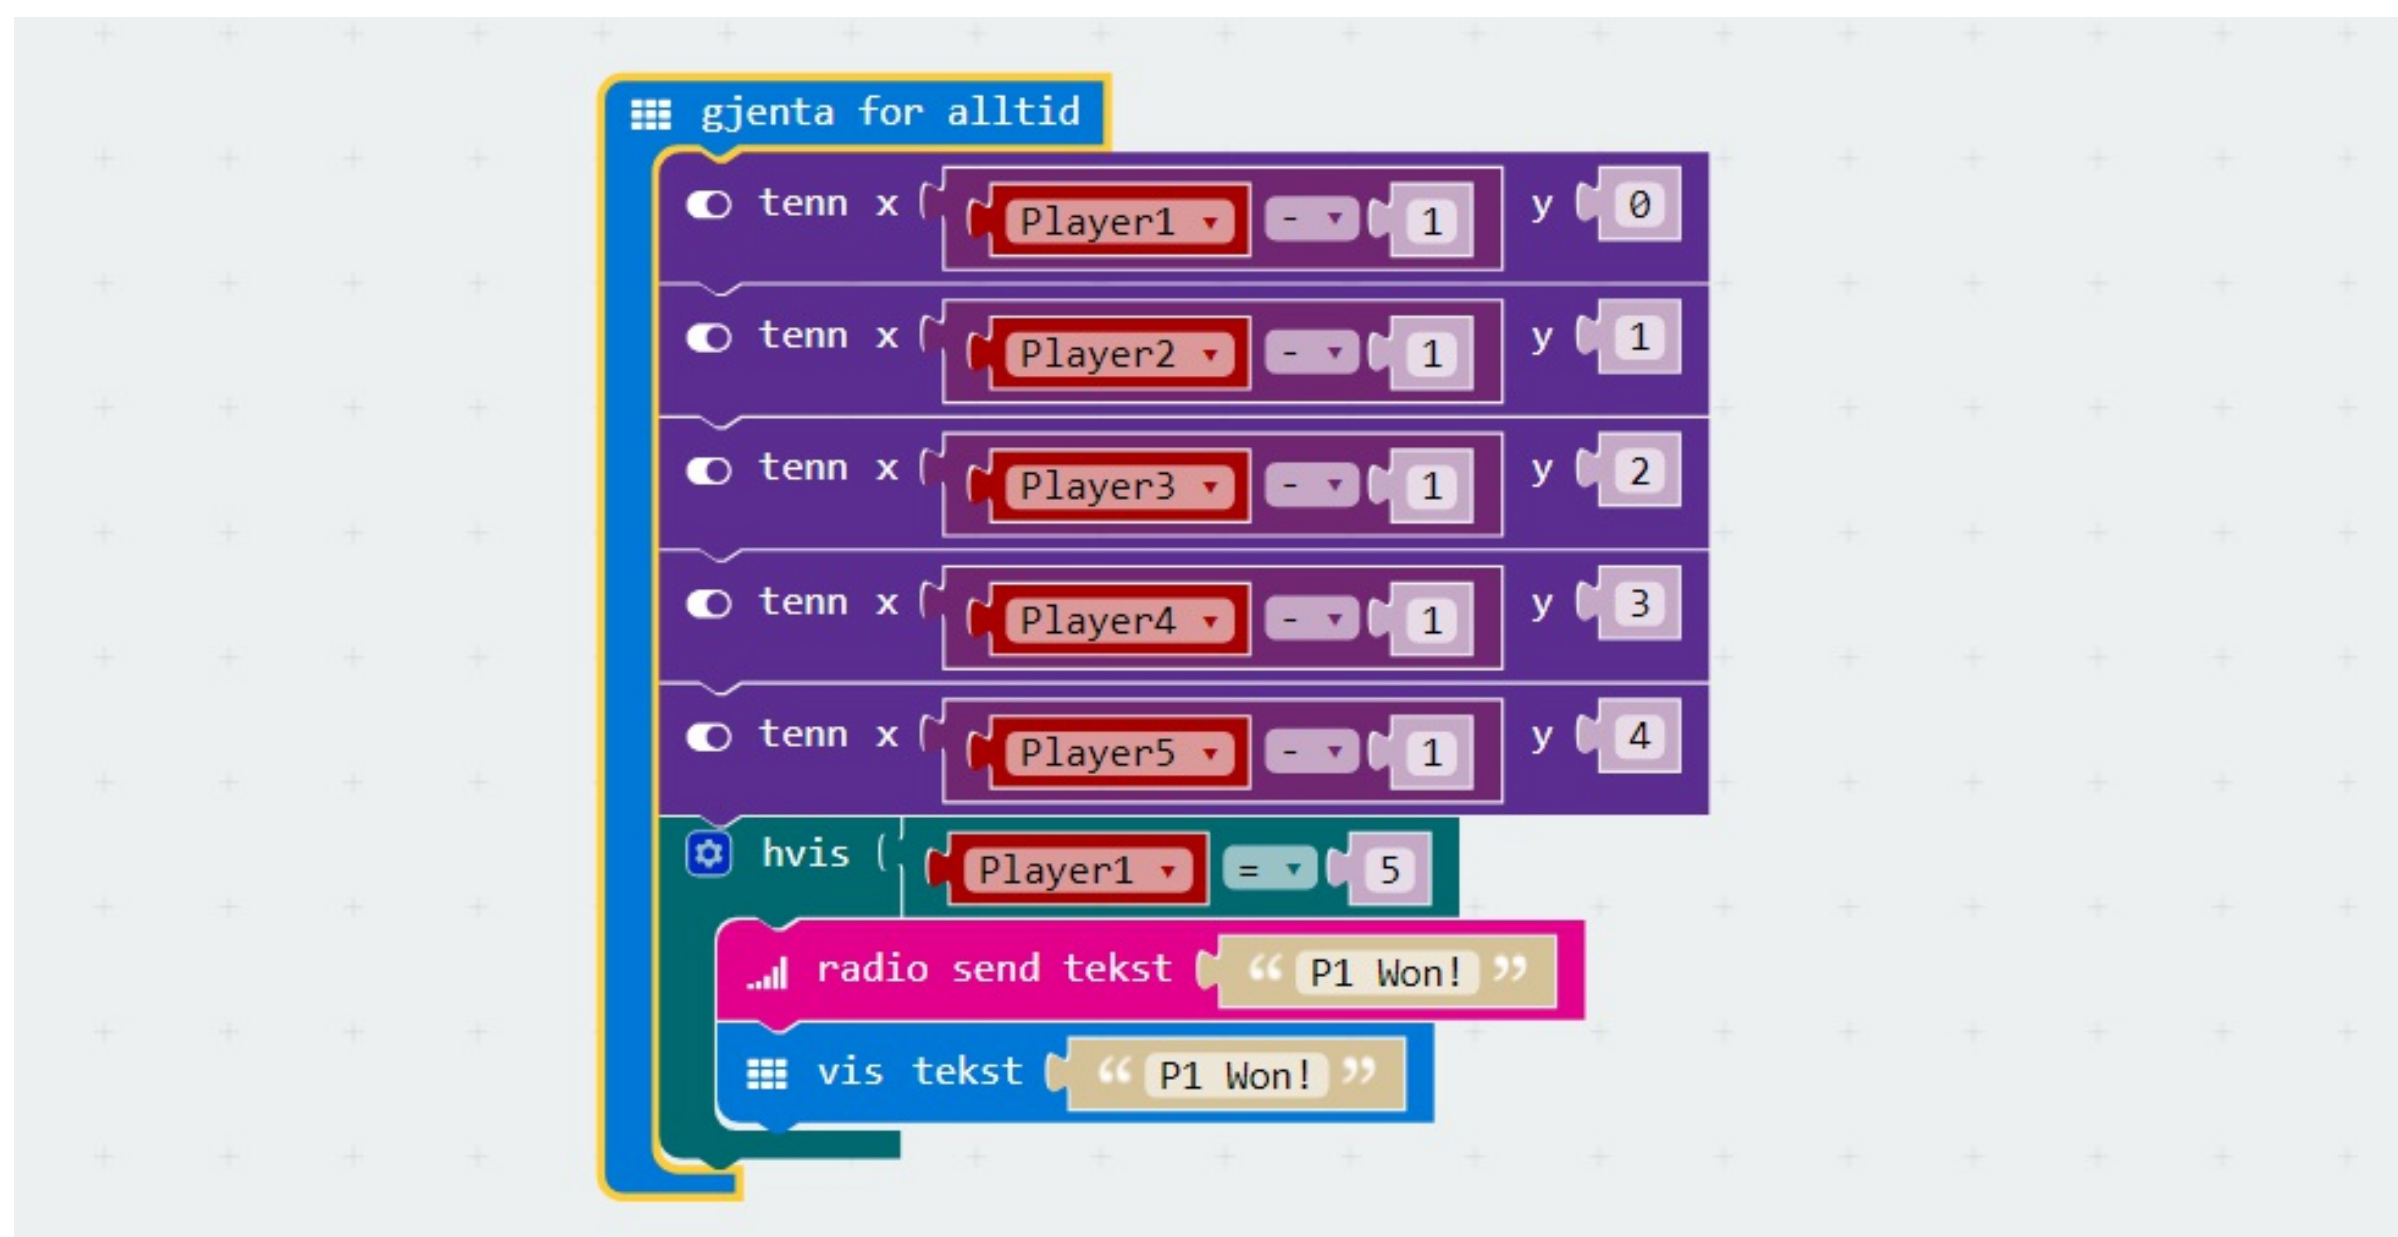 gjenta for alltid
tenn x Player1 - 1 y 0
tenn x Player2 - 1 y 1
tenn x Player3 - 1 y 2
tenn x Player4 - 1 y 3
tenn x Player5 - 1 y 4
hvis Player1 = 5
radio send tekst “ P1 Won! ”
vis tekst “ P1 Won! ”